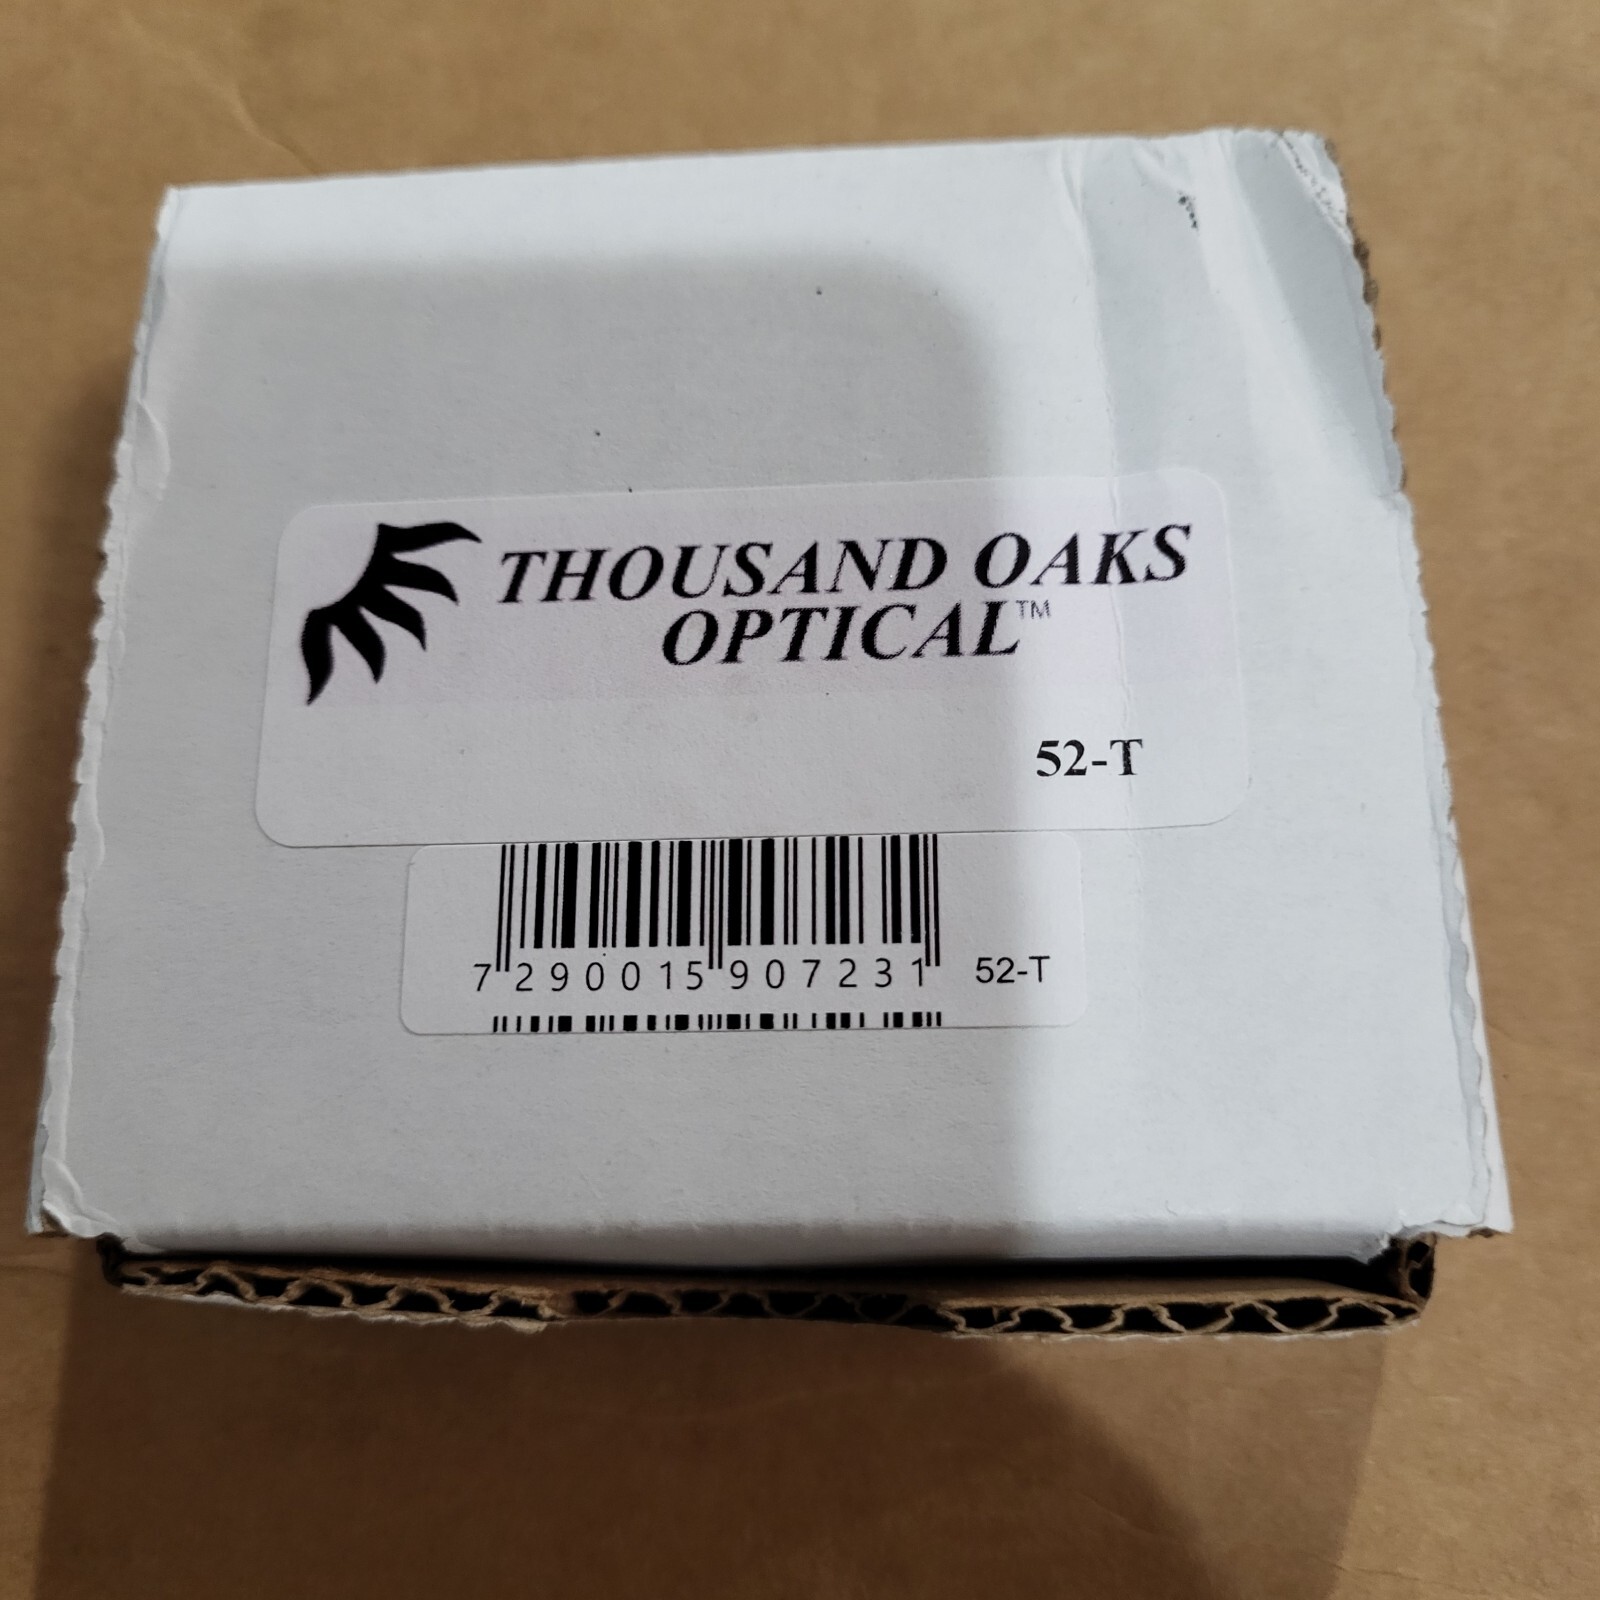 THOUSAND OAKS
OPTICAL™
52-T
7 290015 907231 52-T